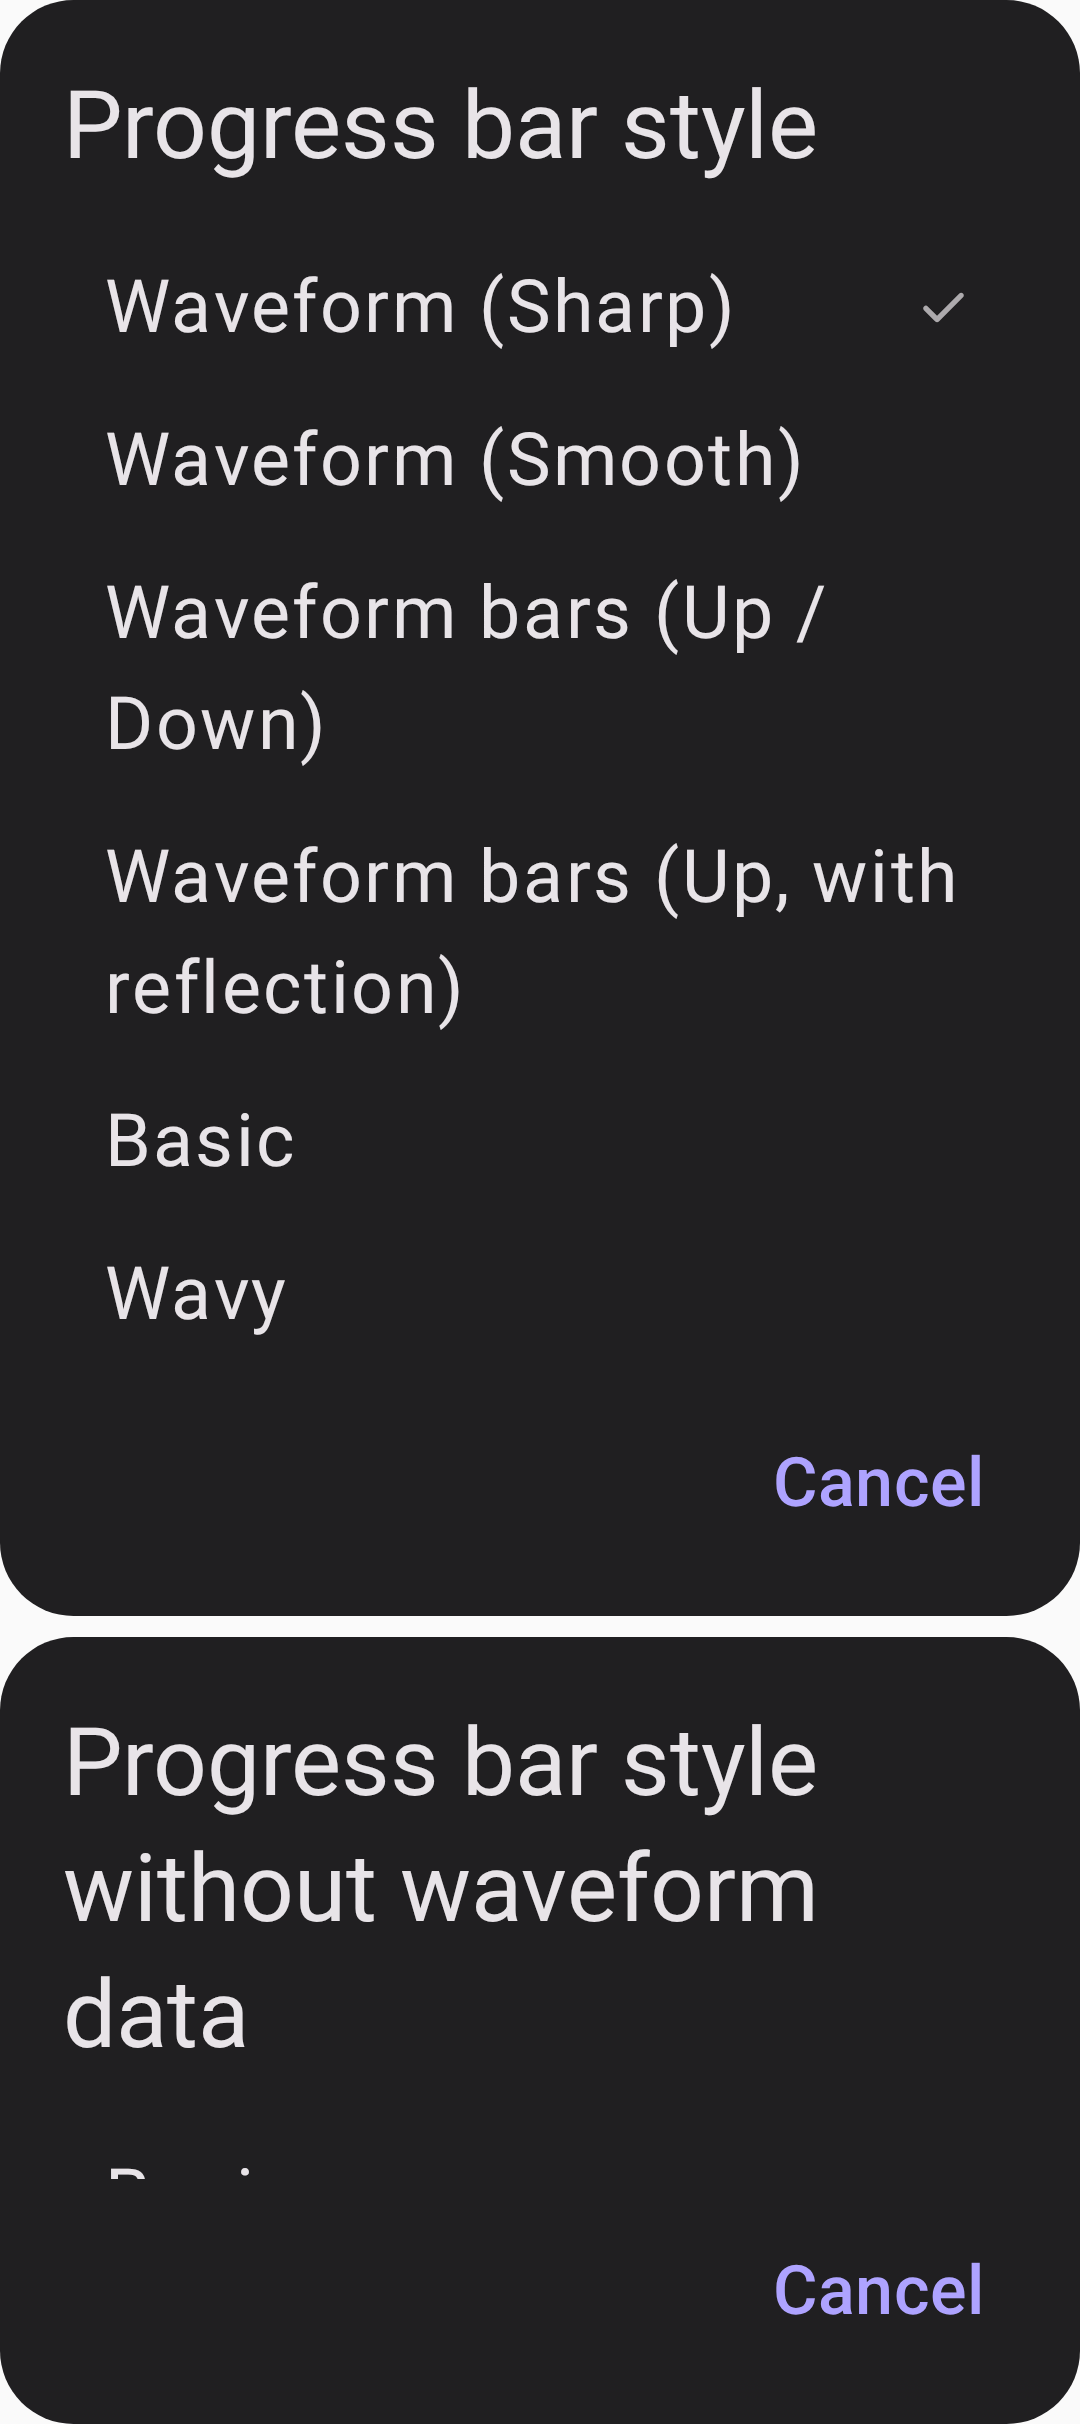 Progress bar style
Waveform (Sharp)
Waveform (Smooth)
Waveform bars (Up /
Down)
Waveform bars (Up, with
reflection)
Basic
Wavy
Cancel
Progress bar style
without waveform
data
Cancel